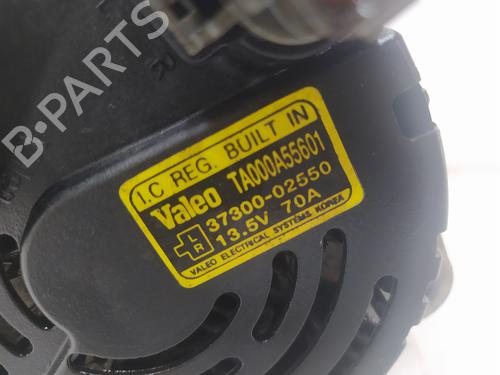 B-PARTS
I.C REG. BUILT IN
Valeo TA000A55601
37300-02550
L R
13.5V 70A
VALEO ELECTRICAL SYSTEMS KOREA
R